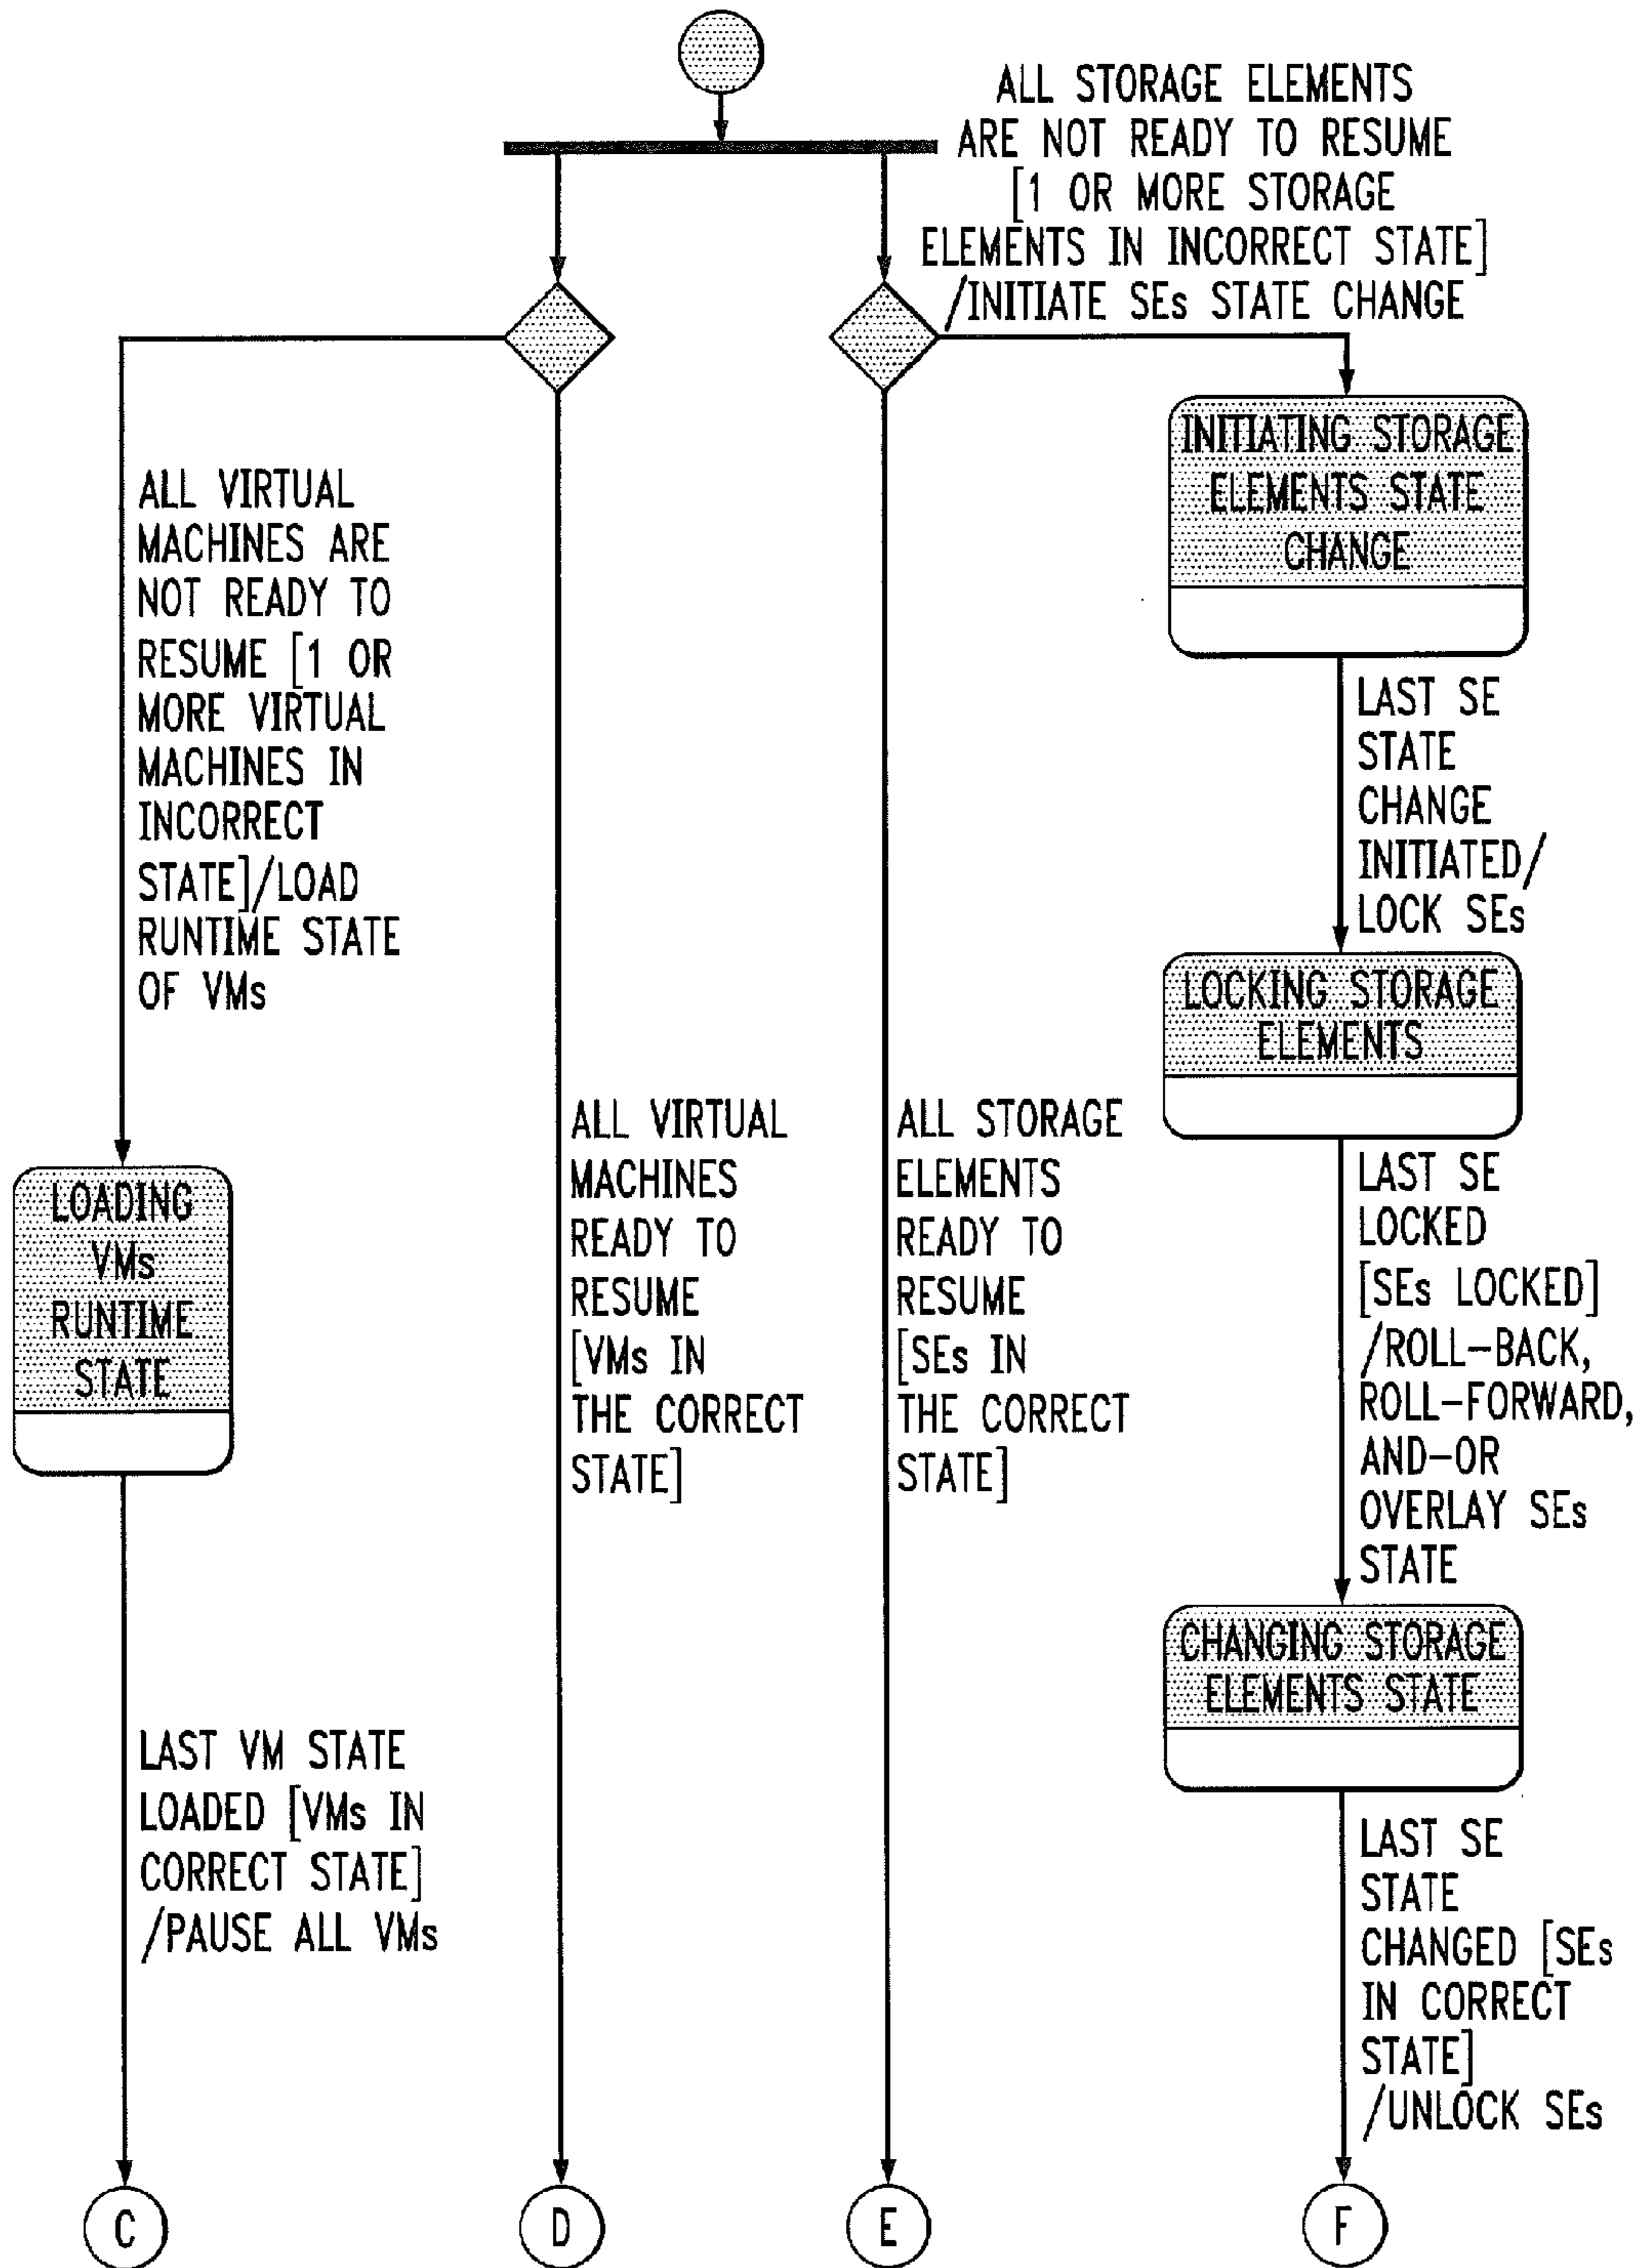 ALL STORAGE ELEMENTS
ARE NOT READY TO RESUME
[1 OR MORE STORAGE
ELEMENTS IN INCORRECT STATE]
/INITIATE SEs STATE CHANGE
INITIATING STORAGE
ELEMENTS STATE
CHANGE
ALL VIRTUAL
MACHINES ARE
NOT READY TO
RESUME [1 OR
MORE VIRTUAL
MACHINES IN
INCORRECT
STATE]/LOAD
RUNTIME STATE
OF VMs
LAST SE
STATE
CHANGE
INITIATED/
LOCK SEs
LOCKING STORAGE
ELEMENTS
LOADING
VMs
RUNTIME
STATE
ALL VIRTUAL
MACHINES
READY TO
RESUME
[VMs IN
THE CORRECT
STATE]
ALL STORAGE
ELEMENTS
READY TO
RESUME
[SEs IN
THE CORRECT
STATE]
LAST SE
LOCKED
[SEs LOCKED]
/ROLL-BACK,
ROLL-FORWARD,
AND-OR
OVERLAY SEs
STATE
CHANGING STORAGE
ELEMENTS STATE
LAST VM STATE
LOADED [VMs IN
CORRECT STATE]
/PAUSE ALL VMs
LAST SE
STATE
CHANGED [SEs
IN CORRECT
STATE]
/UNLOCK SEs
C
D
E
F